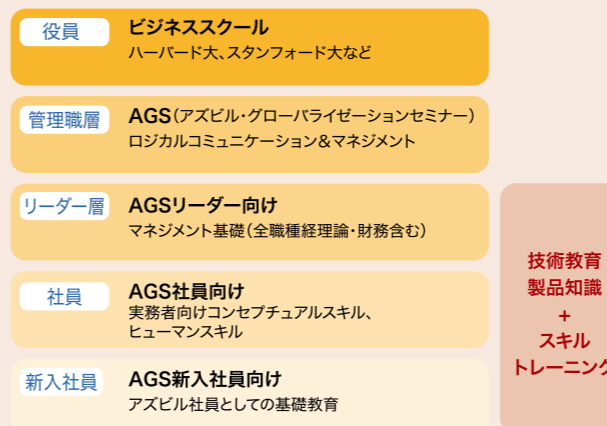 役員
ビジネススクール
ハーバード大、スタンフォード大など
管理職層
AGS(アズビル・グローバライゼーションセミナー)
ロジカルコミュニケーション&マネジメント
リーダー層
AGSリーダー向け
マネジメント基礎(全職種経理論・財務含む)
社員
AGS社員向け
実務者向けコンセプチュアルスキル、
ヒューマンスキル
新入社員
AGS新入社員向け
アズビル社員としての基礎教育
技術教育
製品知識
+
スキル
トレーニング